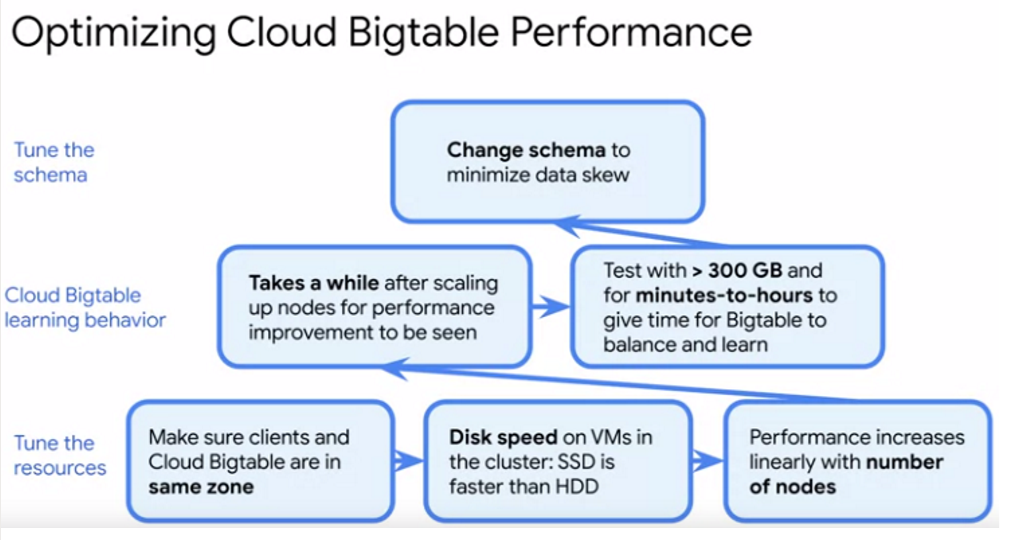 Optimizing Cloud Bigtable Performance
Tune the
schema
Change schema to
minimize data skew
Cloud Bigtable
learning behavior
Takes a while after scaling
up nodes for performance
improvement to be seen
Test with > 300 GB and
for minutes-to-hours to
give time for Bigtable to
balance and learn
Tune the
resources
Make sure clients and
Cloud Bigtable are in
same zone
Disk speed on VMs in
the cluster: SSD is
faster than HDD
Performance increases
linearly with number
of nodes